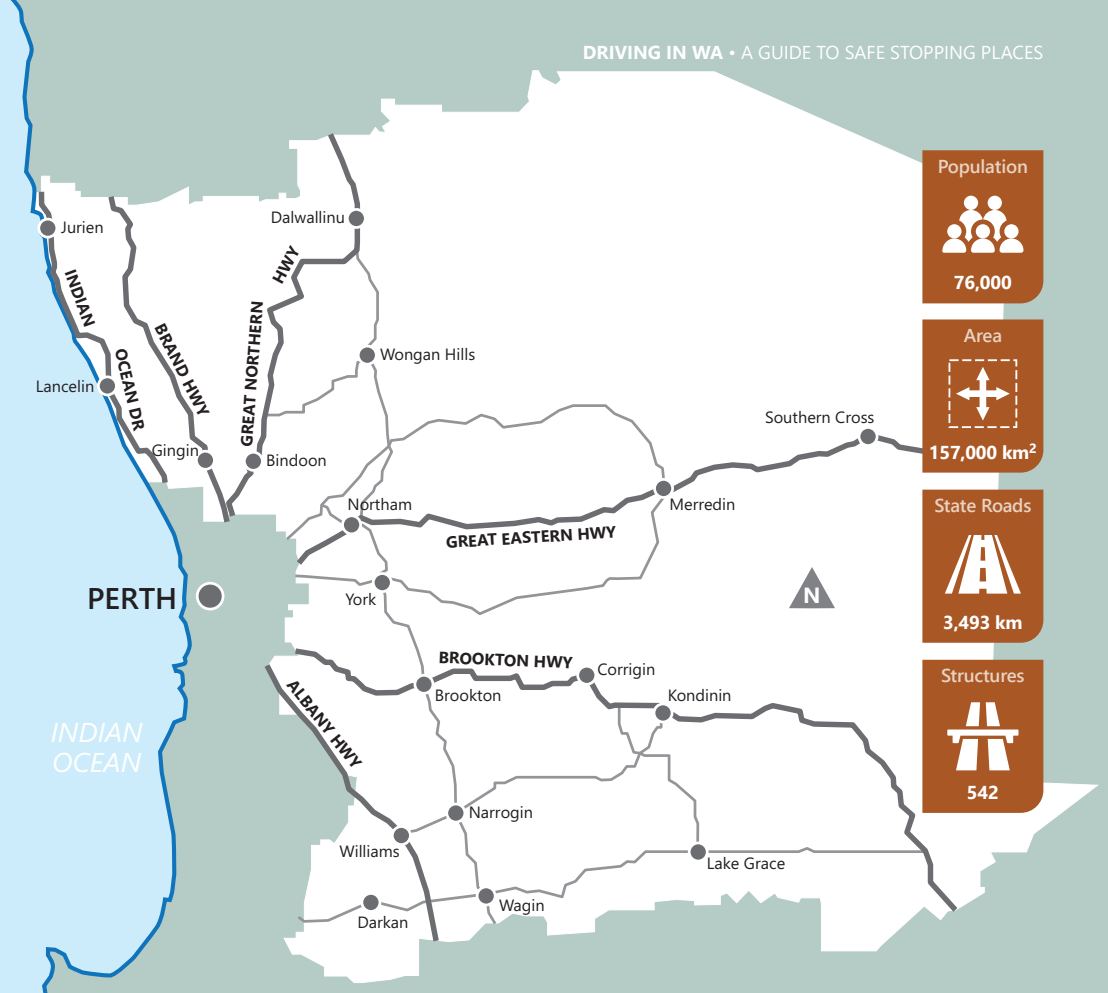 DRIVING IN WA • A GUIDE TO SAFE STOPPING PLACES
Population
76,000
Area
157,000 km²
State Roads
3,493 km
Structures
542
Dalwallinu
Jurien
INDIAN
OCEAN DR
BRAND HWY
GREAT NORTHERN
HWY
Wongan Hills
Lancelin
Gingin
Bindoon
Southern Cross
Northam
Merredin
GREAT EASTERN HWY
PERTH
York
N
BROOKTON HWY
Corrigin
Brookton
Kondinin
ALBANY HWY
INDIAN
OCEAN
Narrogin
Williams
Lake Grace
Wagin
Darkan